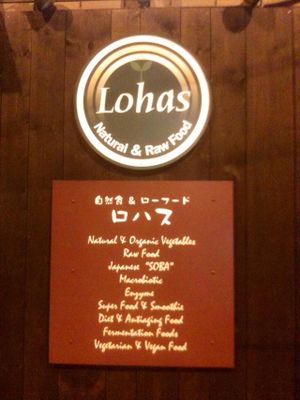 Lohas
Natural & Raw Food
自然食 & ローフード
ロハス
Natural & Organic Vegetables
Raw Food
Japanese "SOBA"
Macrobiotic
Enzyme
Super Food & Smoothie
Diet & Antiaging Food
Fermentation Foods
Vegetarian & Vegan Food